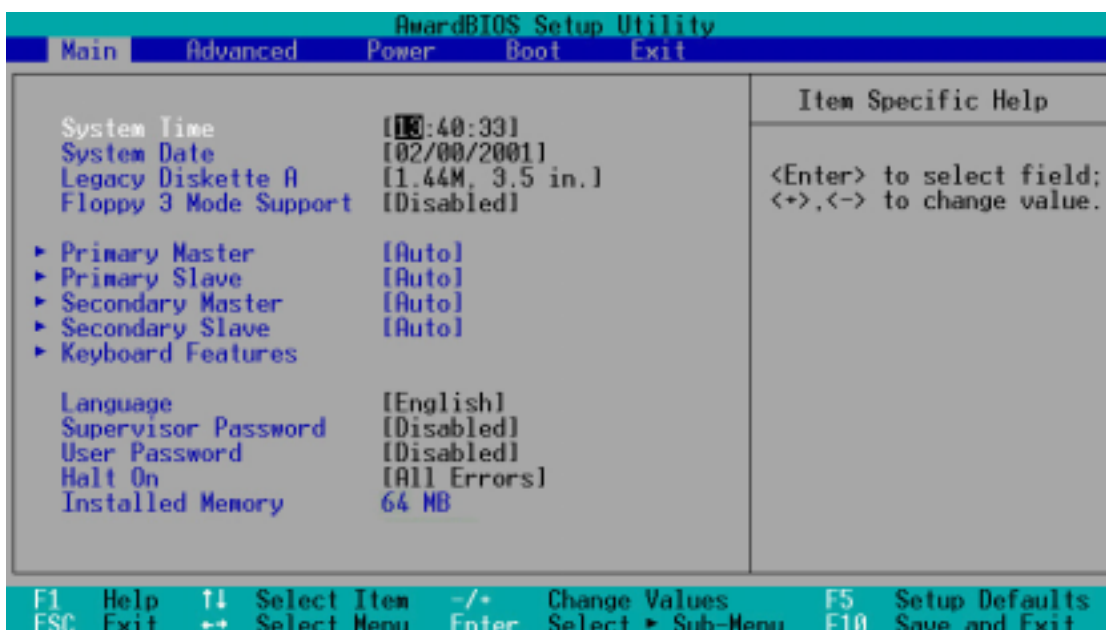 AwardBIOS Setup Utility
Main Advanced Power Boot Exit
Item Specific Help
System Time [13:40:33]
System Date [02/00/2001]
Legacy Diskette A [1.44M, 3.5 in.]
Floppy 3 Mode Support [Disabled]
<Enter> to select field;
<+>,<-> to change value.
▸ Primary Master [Auto]
▸ Primary Slave [Auto]
▸ Secondary Master [Auto]
▸ Secondary Slave [Auto]
▸ Keyboard Features
Language [English]
Supervisor Password [Disabled]
User Password [Disabled]
Halt On [All Errors]
Installed Memory 64 MB
F1 Help ↑↓ Select Item -/+ Change Values F5 Setup Defaults
ESC Exit ←→ Select Menu Enter Select ▸ Sub-Menu F10 Save and Exit